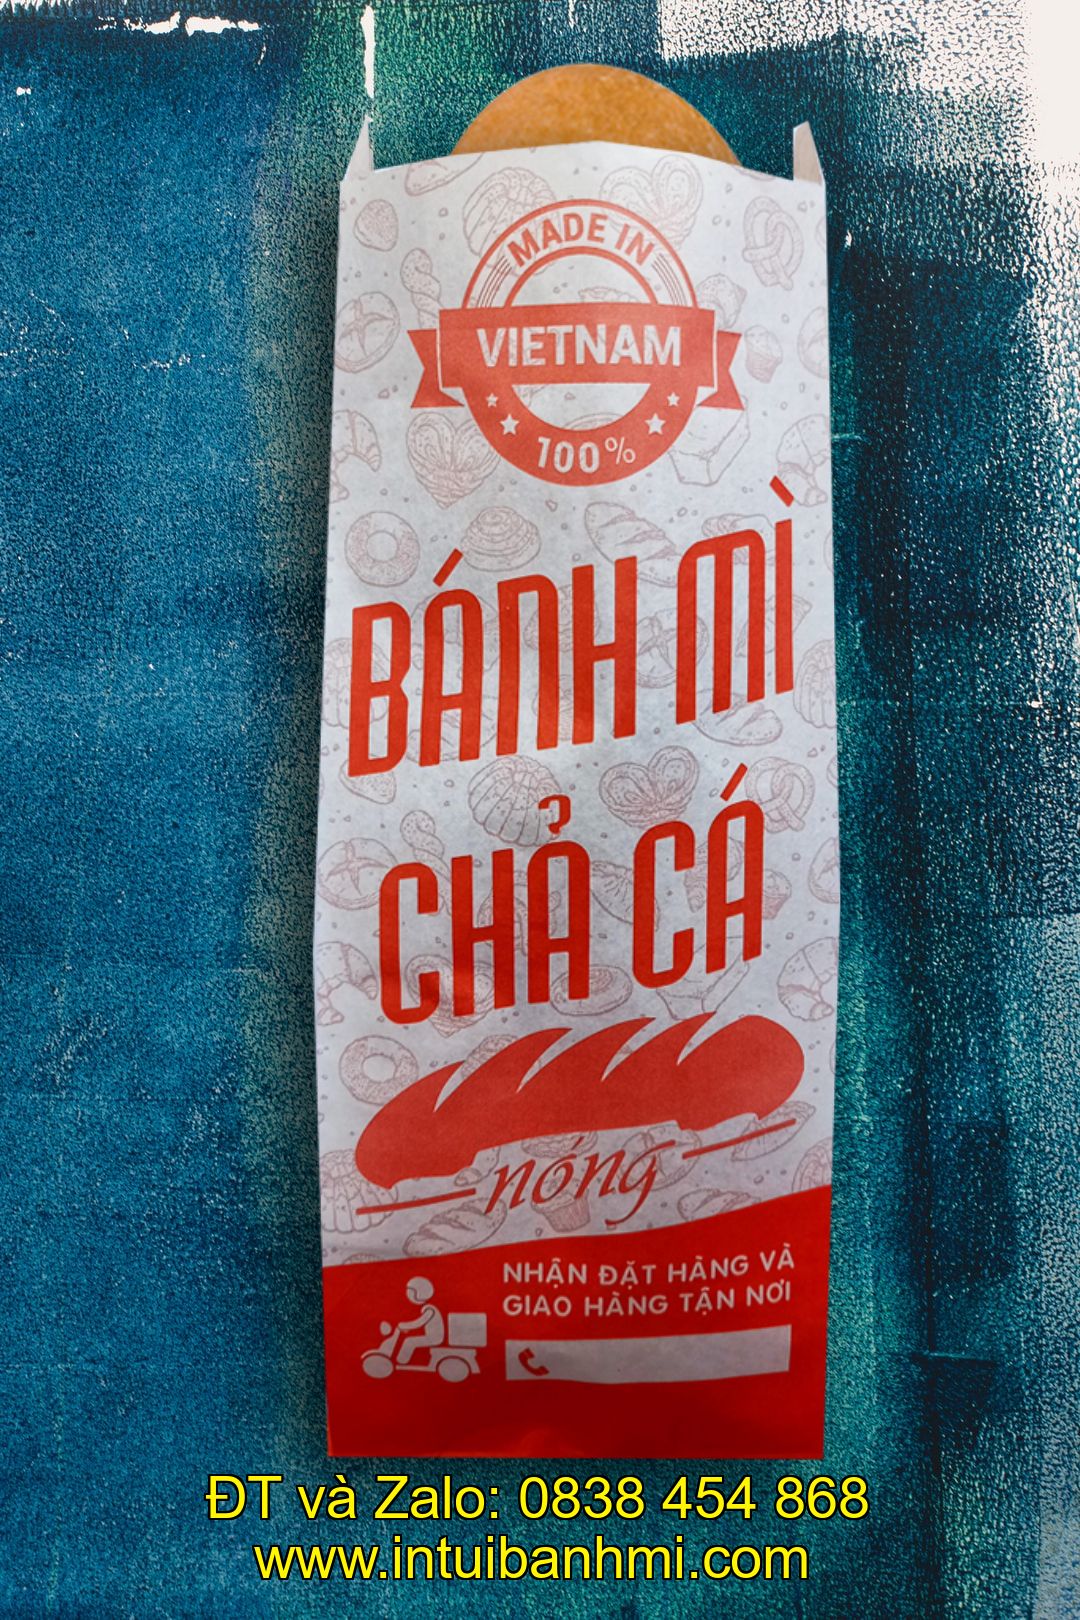 MADE IN
VIETNAM
100%
BÁNH MÌ
CHẢ CÁ
nóng
NHẬN ĐẶT HÀNG VÀ
GIAO HÀNG TẬN NƠI
ĐT và Zalo: 0838 454 868
www.intuibanhmi.com